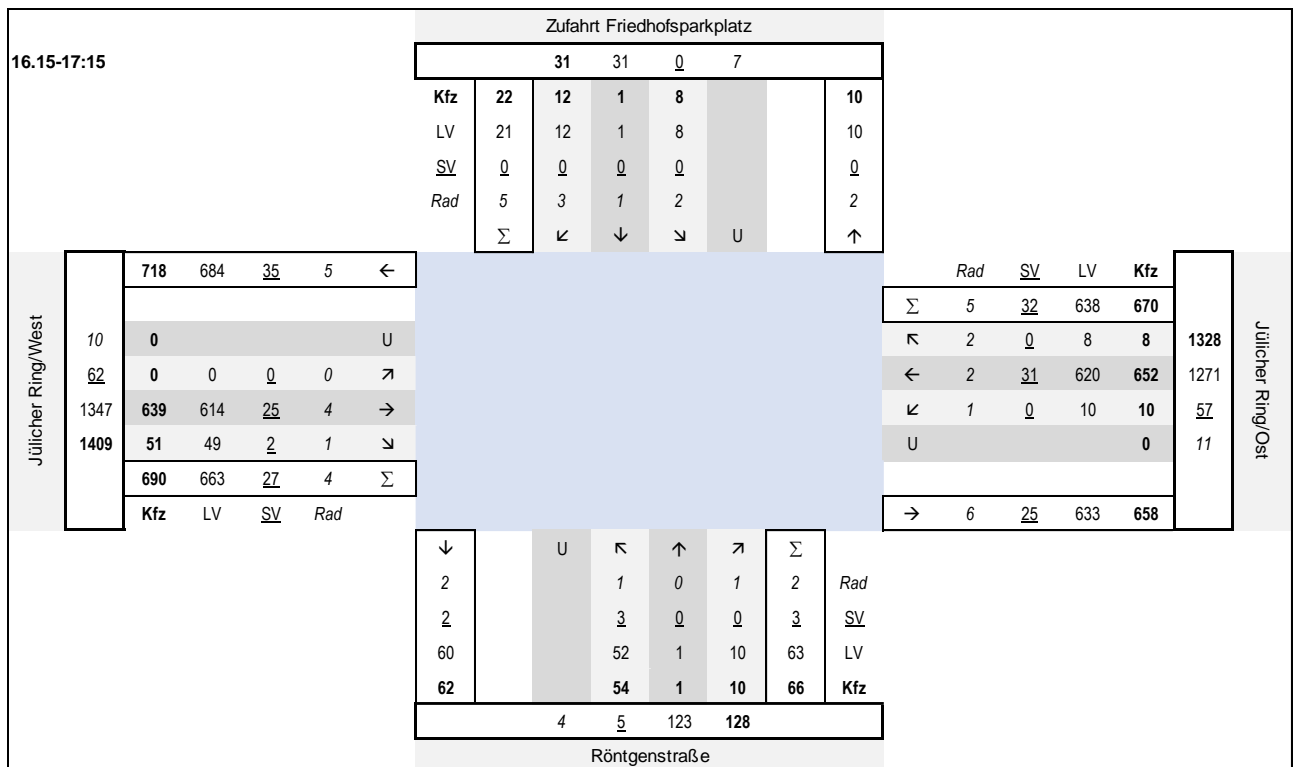 Zufahrt Friedhofsparkplatz
16.15-17:15 31 31 0 7
Kfz 22 12 1 8 10
LV 21 12 1 8 10
SV 0 0 0 0 0
Rad 5 3 1 2 2
Σ ↙ ↓ ↘ U ↑
718 684 35 5 ←
Rad SV LV Kfz
Σ 5 32 638 670
10 0 U
↖ 2 0 8 8 1328
62 0 0 0 0 ↗
← 2 31 620 652 1271
1347 639 614 25 4 →
↙ 1 0 10 10 57
1409 51 49 2 1 ↘
U 0 11
690 663 27 4 Σ
Kfz LV SV Rad
→ 6 25 633 658
Jülicher Ring/West
Jülicher Ring/Ost
↓ U ↖ ↑ ↗ Σ
2 1 0 1 2 Rad
2 3 0 0 3 SV
60 52 1 10 63 LV
62 54 1 10 66 Kfz
4 5 123 128
Röntgenstraße